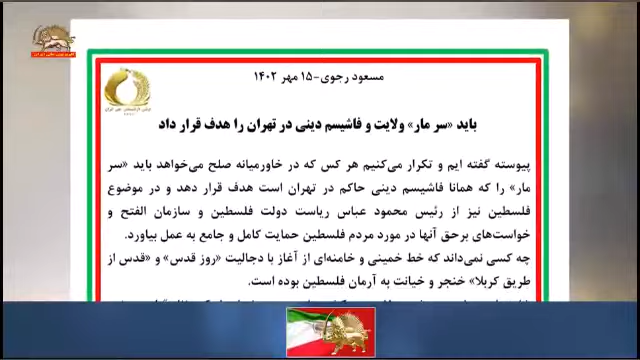 مسعود رجوی-۱۵ مهر ۱۴۰۲
باید «سر مار» ولایت و فاشیسم دینی در تهران را هدف قرار داد
پیوسته گفته ایم و تکرار می‌کنیم هر کس که در خاورمیانه صلح می‌خواهد باید «سر
مار» را که همانا فاشیسم دینی حاکم در تهران است هدف قرار دهد و در موضوع
فلسطین نیز از رئیس محمود عباس ریاست دولت فلسطین و سازمان الفتح و
خواست‌های برحق آنها در مورد مردم فلسطین حمایت کامل و جامع به عمل بیاورد.
چه کسی نمی‌داند که خط خمینی و خامنه‌ای از آغاز با دجالیت «روز قدس» و «قدس از
طریق کربلا» خنجر و خیانت به آرمان فلسطین بوده است.